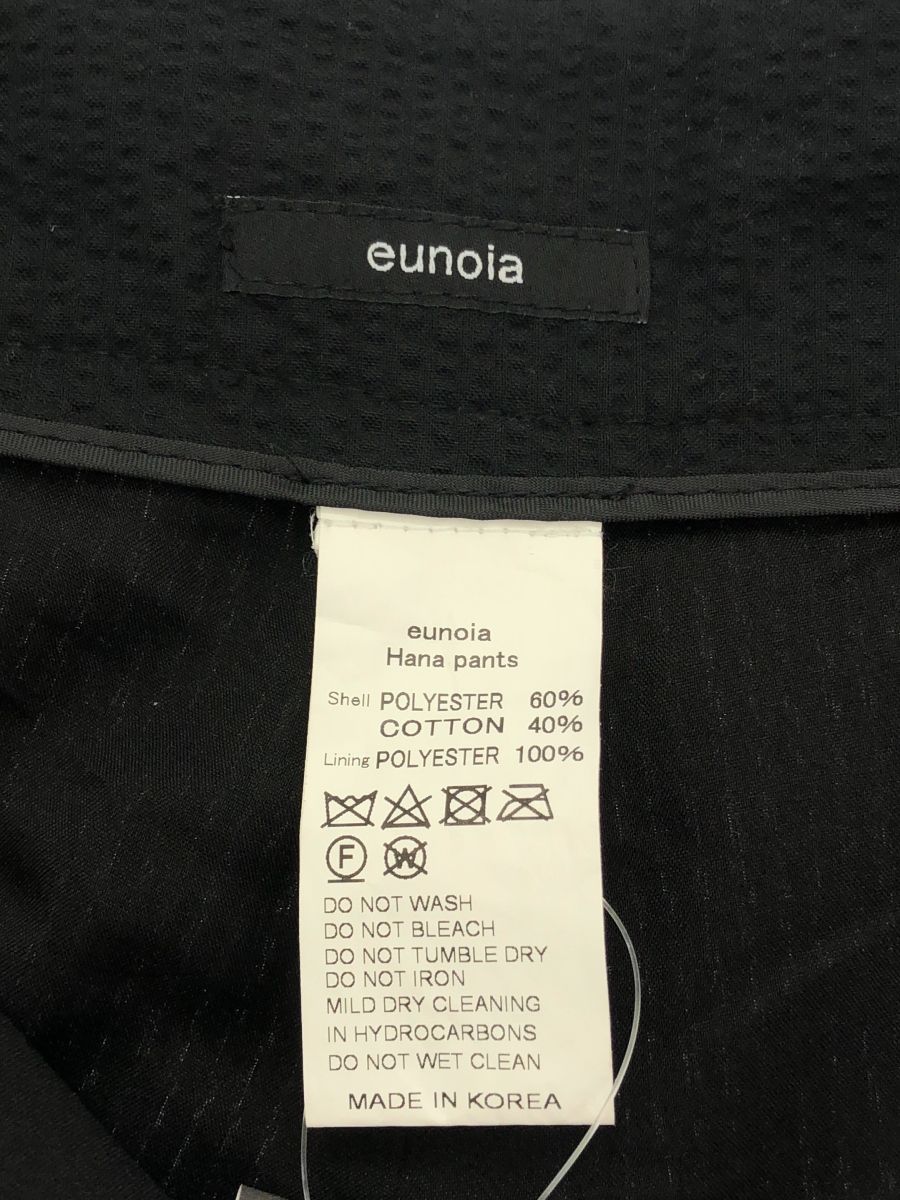 eunoia
eunoia
Hana pants
Shell POLYESTER 60%
COTTON 40%
Lining POLYESTER 100%
F W
DO NOT WASH
DO NOT BLEACH
DO NOT TUMBLE DRY
DO NOT IRON
MILD DRY CLEANING
IN HYDROCARBONS
DO NOT WET CLEAN
MADE IN KOREA